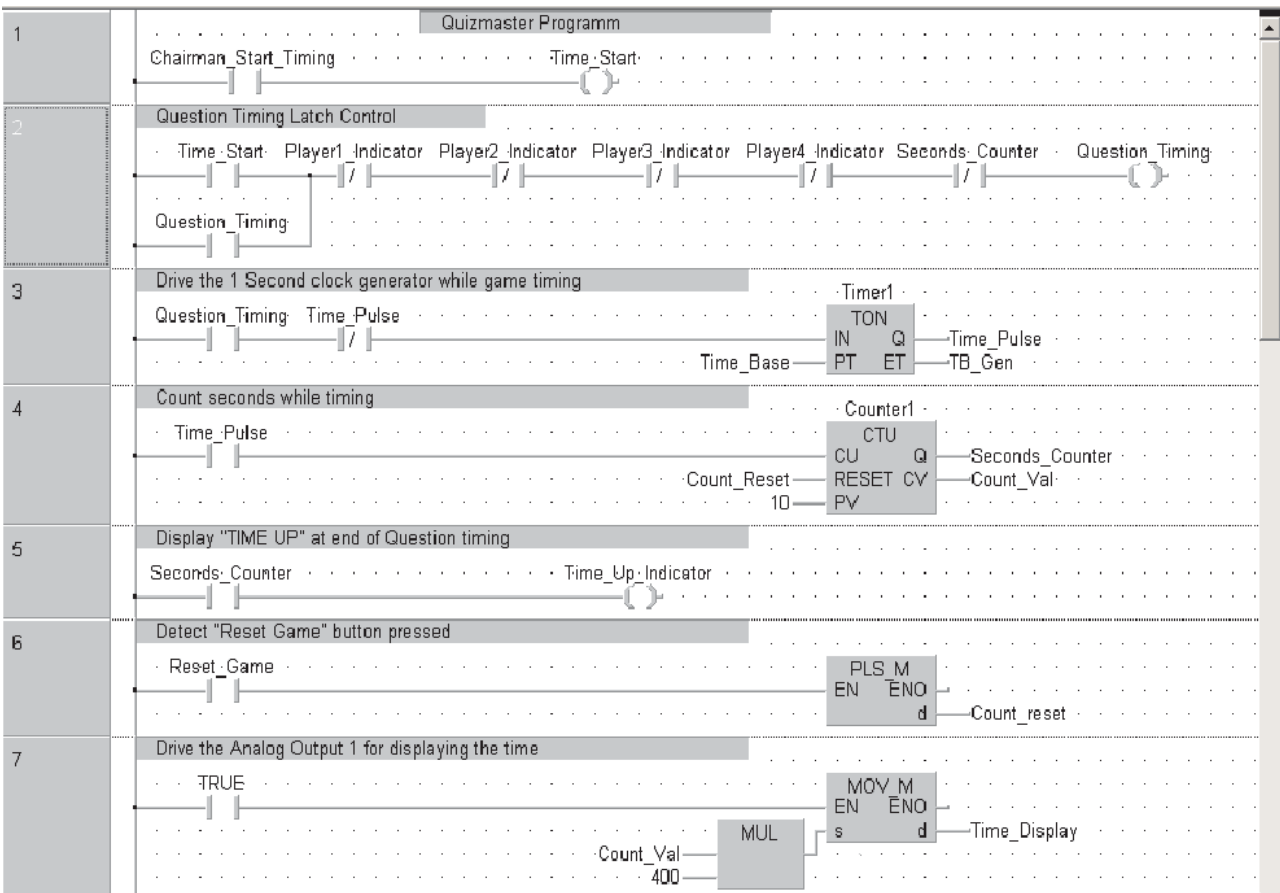 Quizmaster Programm
1
Chairman_Start_Timing Time_Start
2
Question Timing Latch Control
Time_Start Player1_Indicator Player2_Indicator Player3_Indicator Player4_Indicator Seconds_Counter Question_Timing
Question_Timing
3
Drive the 1 Second clock generator while game timing
Timer1
Question_Timing Time_Pulse TON
IN Q Time_Pulse
Time_Base PT ET TB_Gen
4
Count seconds while timing
Counter1
Time_Pulse CTU
CU Q Seconds_Counter
Count_Reset RESET CV Count_Val
10 PV
5
Display "TIME UP" at end of Question timing
Seconds_Counter Time_Up_Indicator
6
Detect "Reset Game" button pressed
Reset_Game PLS_M
EN ENO
d Count_reset
7
Drive the Analog Output 1 for displaying the time
TRUE MOV_M
EN ENO
MUL s d Time_Display
Count_Val
400